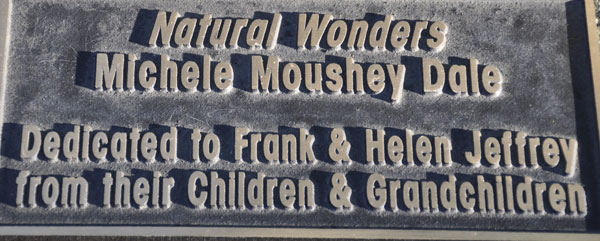 Natural Wonders
Michele Moushey Dale
Dedicated to Frank & Helen Jeffrey
from their Children & Grandchildren